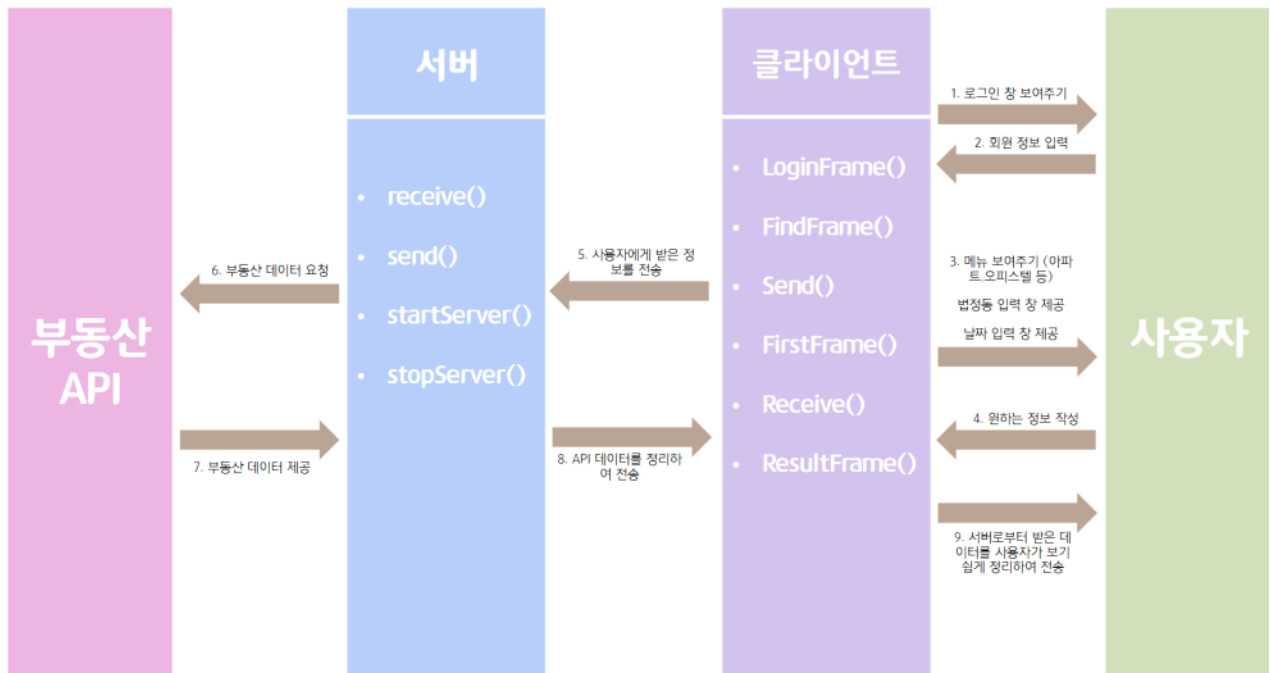 부동산
API
서버
• receive()
• send()
• startServer()
• stopServer()
클라이언트
• LoginFrame()
• FindFrame()
• Send()
• FirstFrame()
• Receive()
• ResultFrame()
사용자
1. 로그인 창 보여주기
2. 회원 정보 입력
3. 메뉴 보여주기 (아파
트.오피스텔 등)
법정동 입력 창 제공
날짜 입력 창 제공
4. 원하는 정보 작성
5. 사용자에게 받은 정
보를 전송
6. 부동산 데이터 요청
7. 부동산 데이터 제공
8. API 데이터를 정리하
여 전송
9. 서버로부터 받은 데
이터를 사용자가 보기
쉽게 정리하여 전송